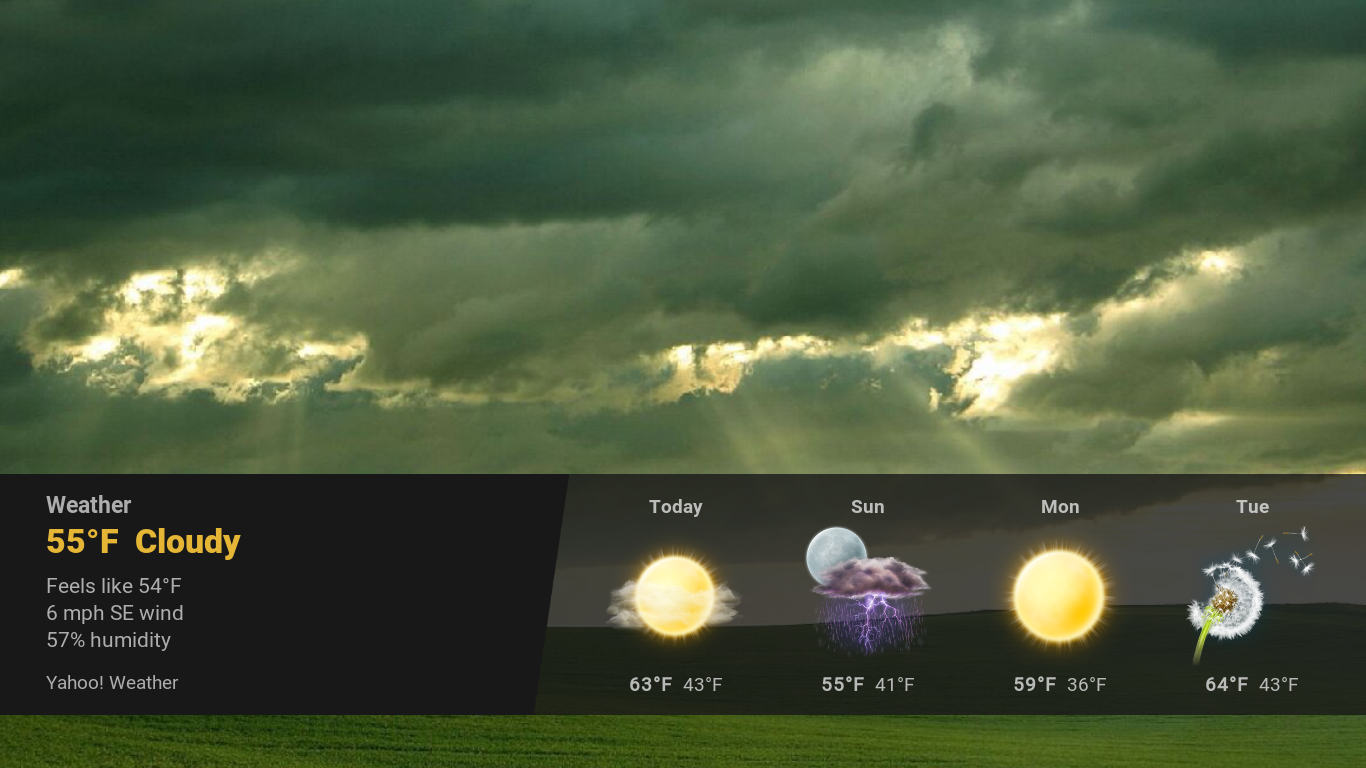 Weather
55°F Cloudy
Feels like 54°F
6 mph SE wind
57% humidity
Yahoo! Weather
Today Sun Mon Tue
63°F 43°F 55°F 41°F 59°F 36°F 64°F 43°F